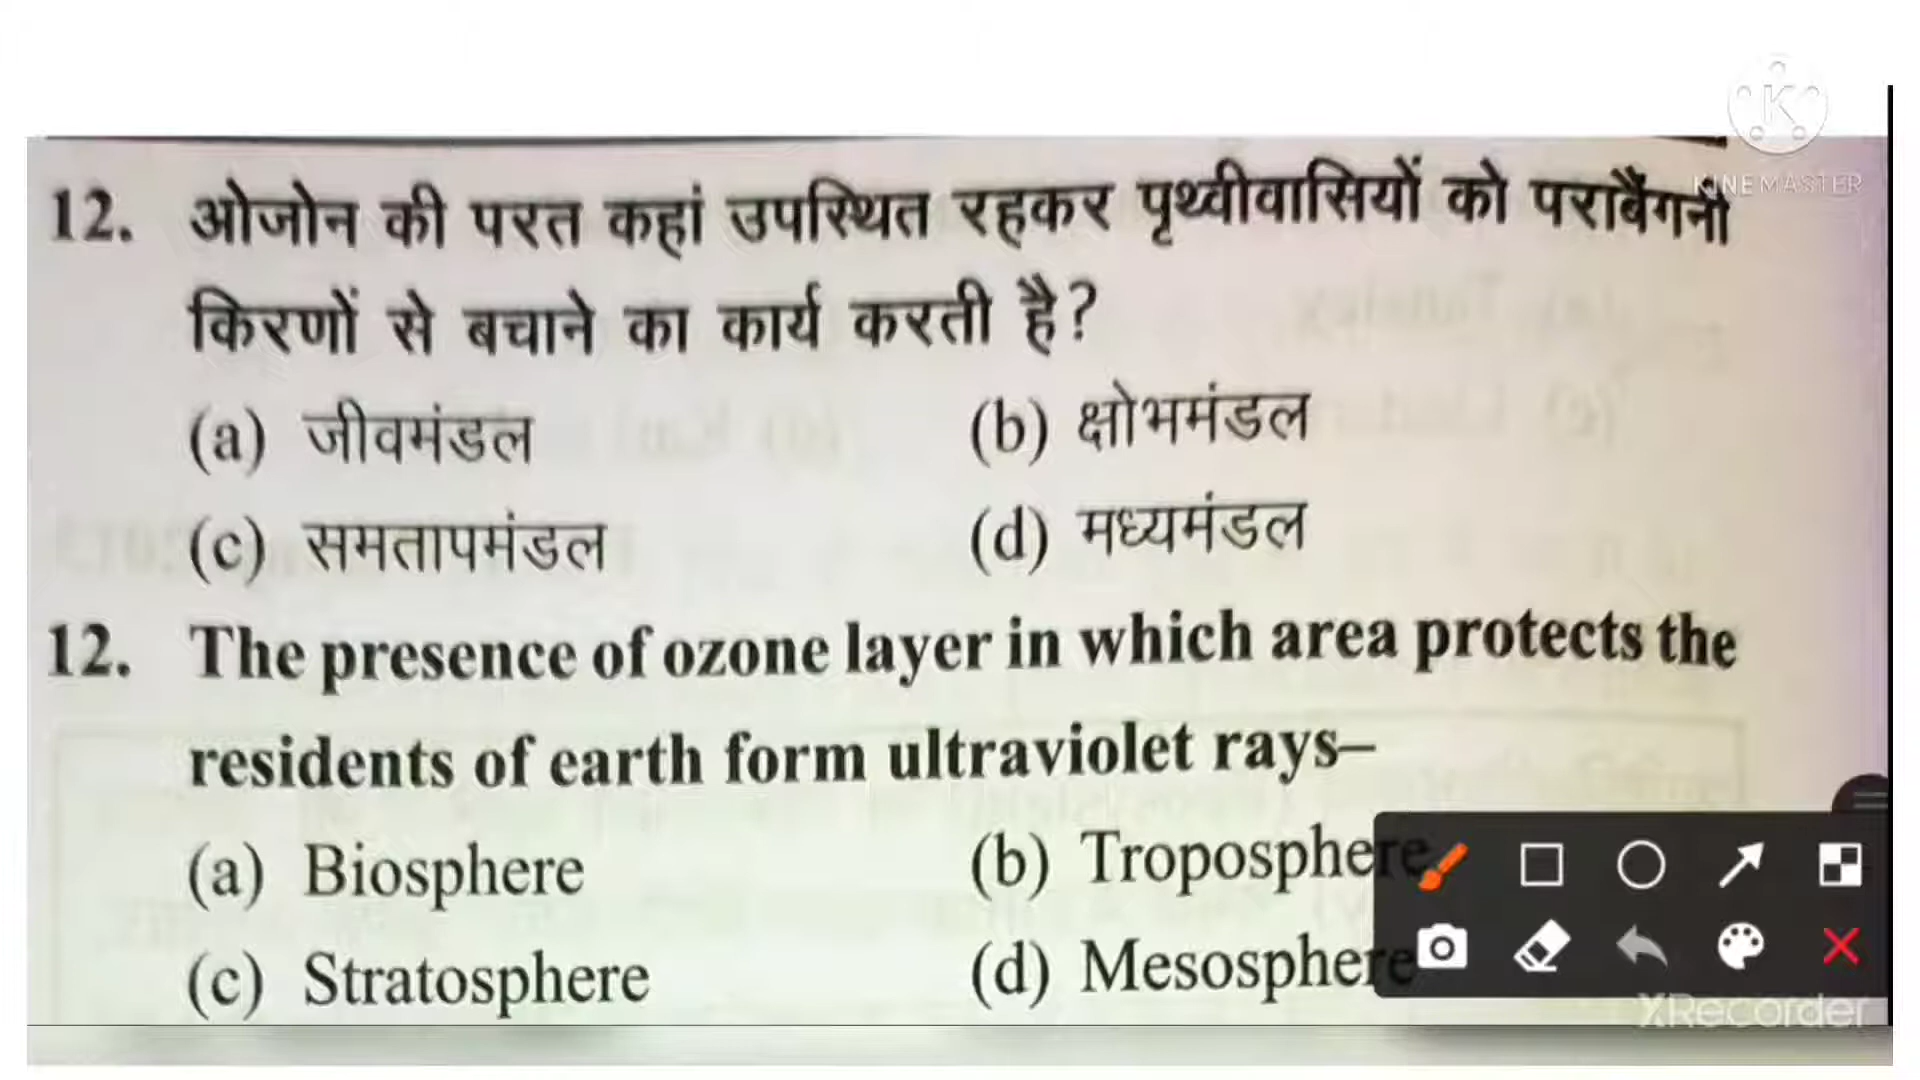 KINEMASTER
12. ओजोन की परत कहां उपस्थित रहकर पृथ्वीवासियों को पराबैंगनी
किरणों से बचाने का कार्य करती है?
(a) जीवमंडल (b) क्षोभमंडल
(c) समतापमंडल (d) मध्यमंडल
12. The presence of ozone layer in which area protects the
residents of earth form ultraviolet rays–
(a) Biosphere (b) Troposphere
(c) Stratosphere (d) Mesosphere
XRecorder